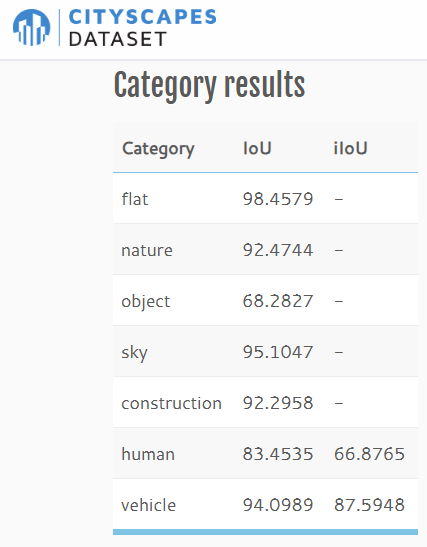 CITYSCAPES
DATASET
Category results
Category IoU iIoU
flat 98.4579 –
nature 92.4744 –
object 68.2827 –
sky 95.1047 –
construction 92.2958 –
human 83.4535 66.8765
vehicle 94.0989 87.5948